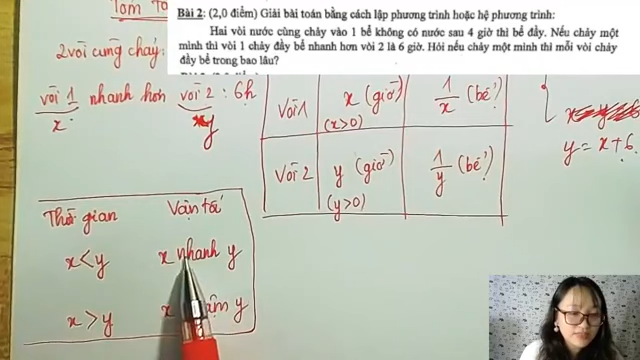 Tóm tố
Bài 2: (2,0 điểm) Giải bài toán bằng cách lập phương trình hoặc hệ phương trình:
Hai vòi nước cùng chảy vào 1 bể không có nước sau 4 giờ thì bể đầy. Nếu chảy một
mình thì vòi 1 chảy đầy bể nhanh hơn vòi 2 là 6 giờ. Hỏi nếu chảy một mình thì mỗi vòi chảy
đầy bể trong bao lâu?
2 vòi cùng chảy:
vòi 1 nhanh hơn vòi 2 : 6h
x y
Vòi 1 x (giờ) 1/x (bể)
(x>0)
y = x + 6
Vòi 2 y (giờ) 1/y (bể)
(y>0)
Thời gian Vận tố
x < y x nhanh y
x > y x y